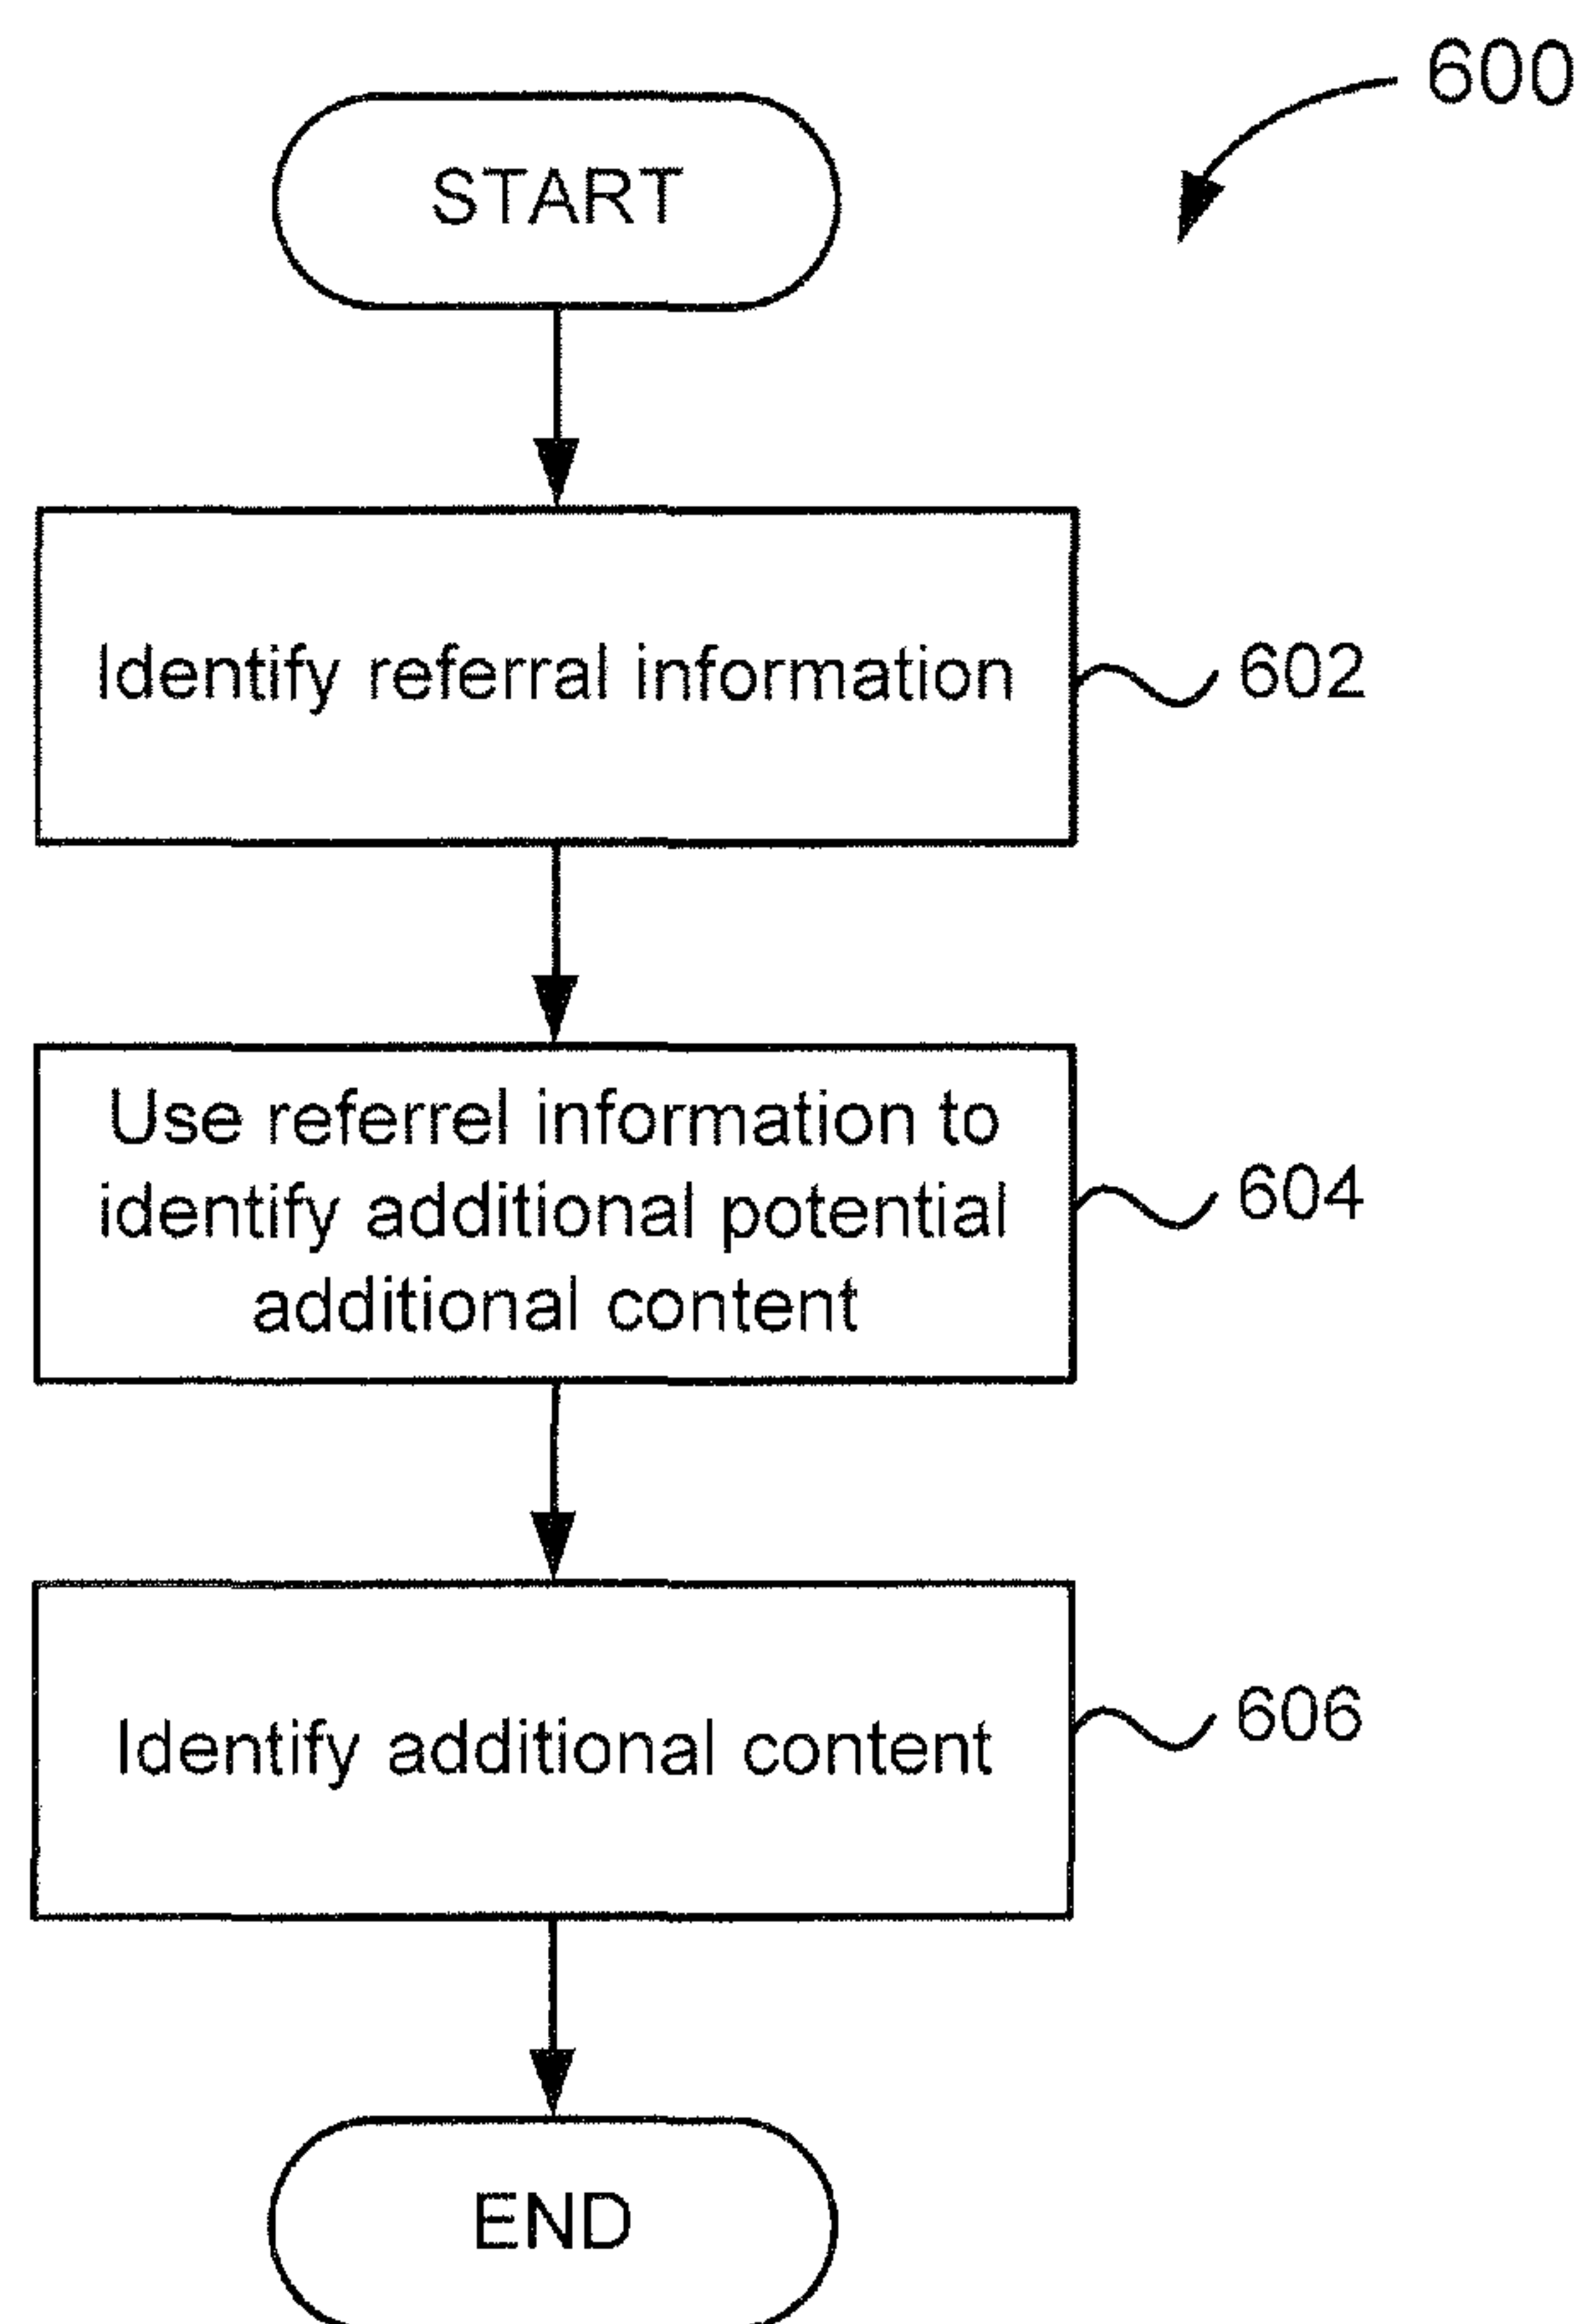 600
START
Identify referral information
602
Use referrel information to
identify additional potential
additional content
604
Identify additional content
606
END